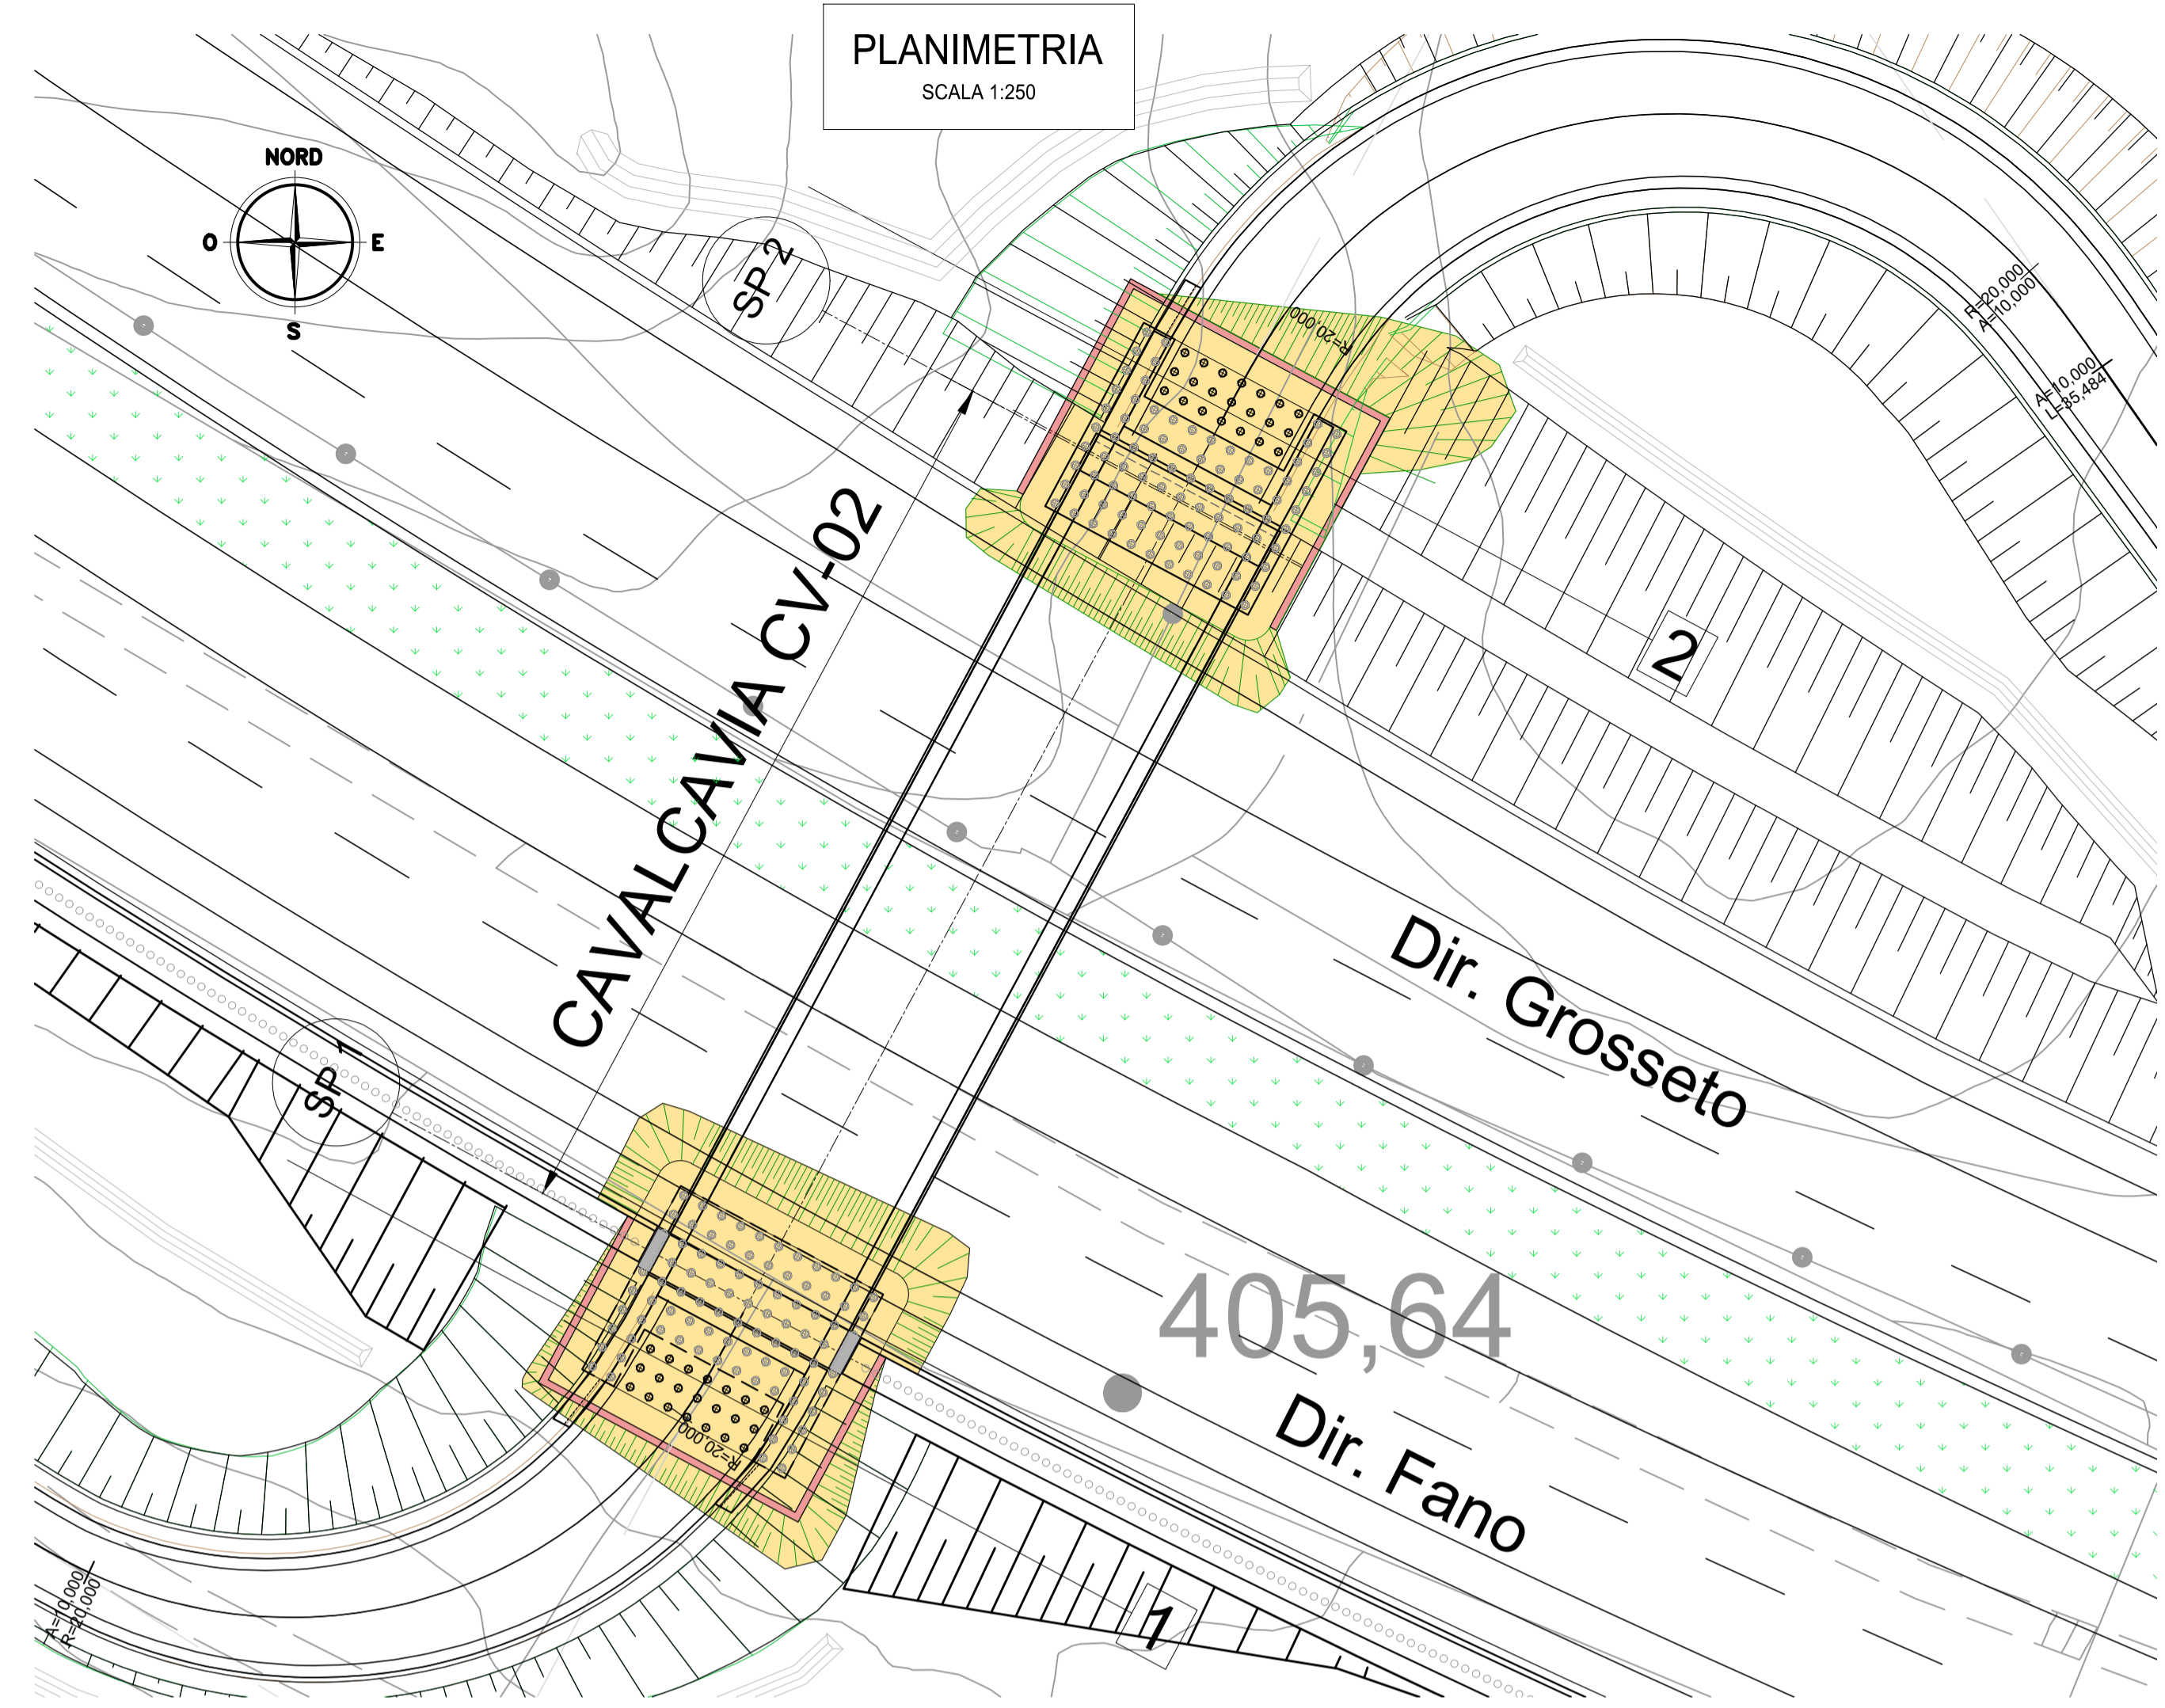 PLANIMETRIA
SCALA 1:250
NORD
O
E
S
SP 2
R=20,000
A=10,000
R=20.000
A=10,000
L=35,484
CAVALCAVIA CV-02
2
Dir. Grosseto
SP 1
405,64
Dir. Fano
R=20.000
1
A=10,000
R=20,000